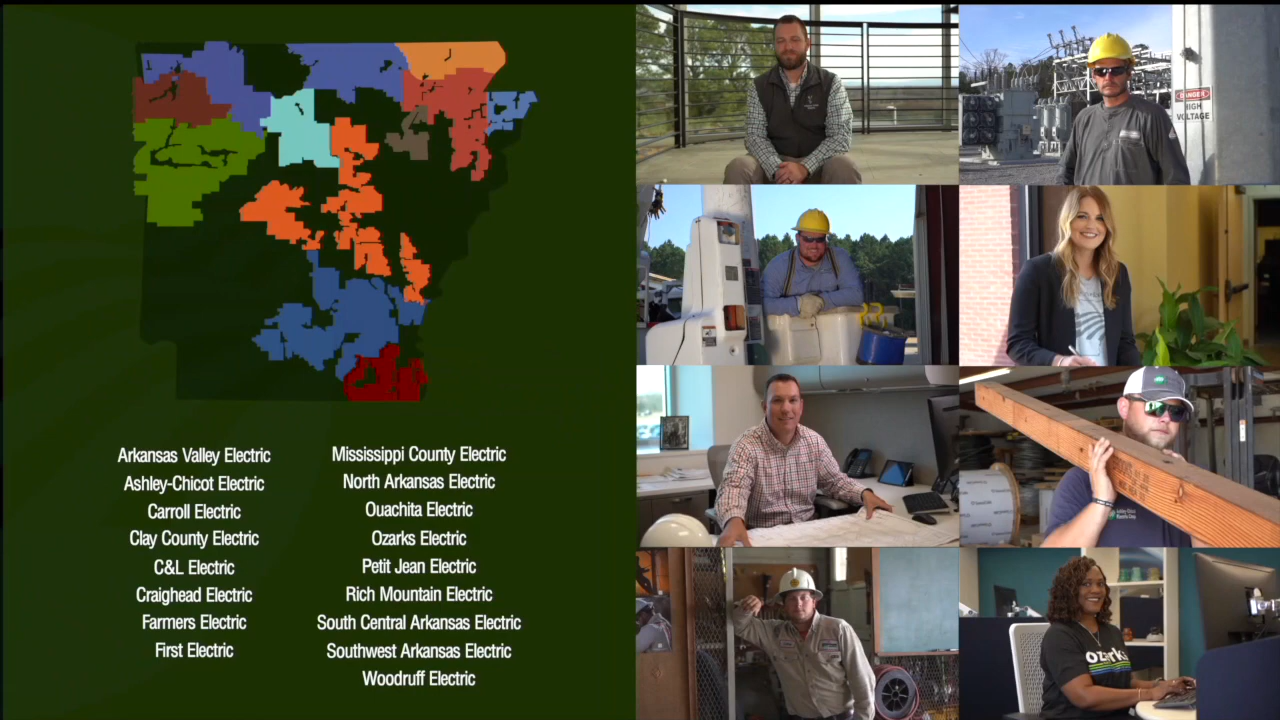 Arkansas Valley Electric
Ashley-Chicot Electric
Carroll Electric
Clay County Electric
C&L Electric
Craighead Electric
Farmers Electric
First Electric
Mississippi County Electric
North Arkansas Electric
Ouachita Electric
Ozarks Electric
Petit Jean Electric
Rich Mountain Electric
South Central Arkansas Electric
Southwest Arkansas Electric
Woodruff Electric
DANGER
HIGH
VOLTAGE
ozarks